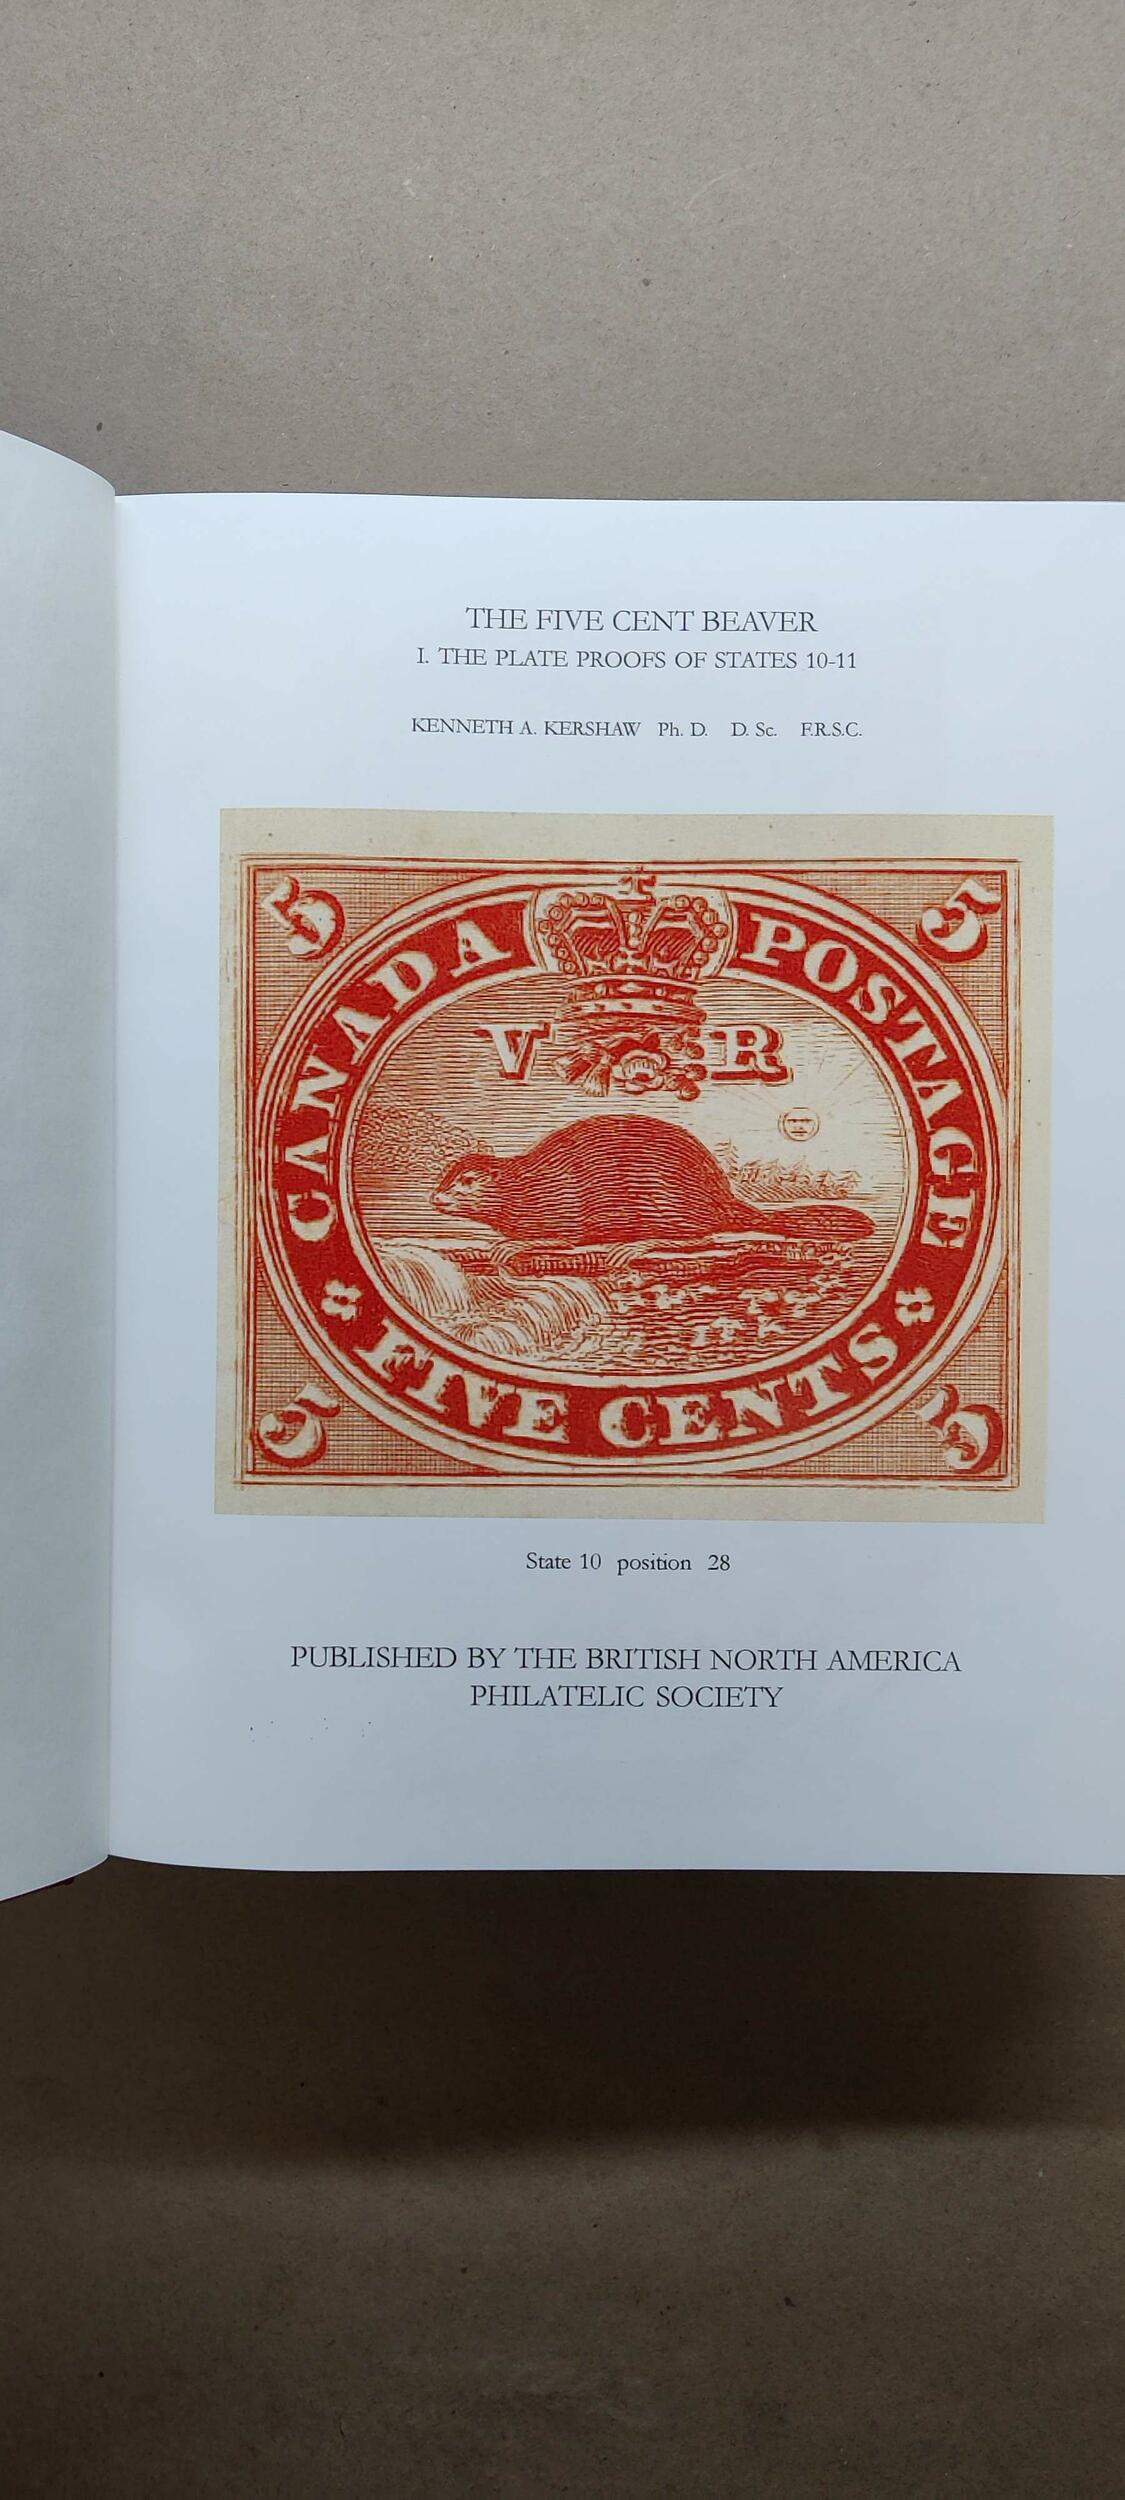 THE FIVE CENT BEAVER
I. THE PLATE PROOFS OF STATES 10-11
KENNETH A. KERSHAW Ph. D. D. Sc. F.R.S.C.
5 5
CANADA POSTAGE
V R
FIVE CENTS
5 5
State 10 position 28
PUBLISHED BY THE BRITISH NORTH AMERICA
PHILATELIC SOCIETY